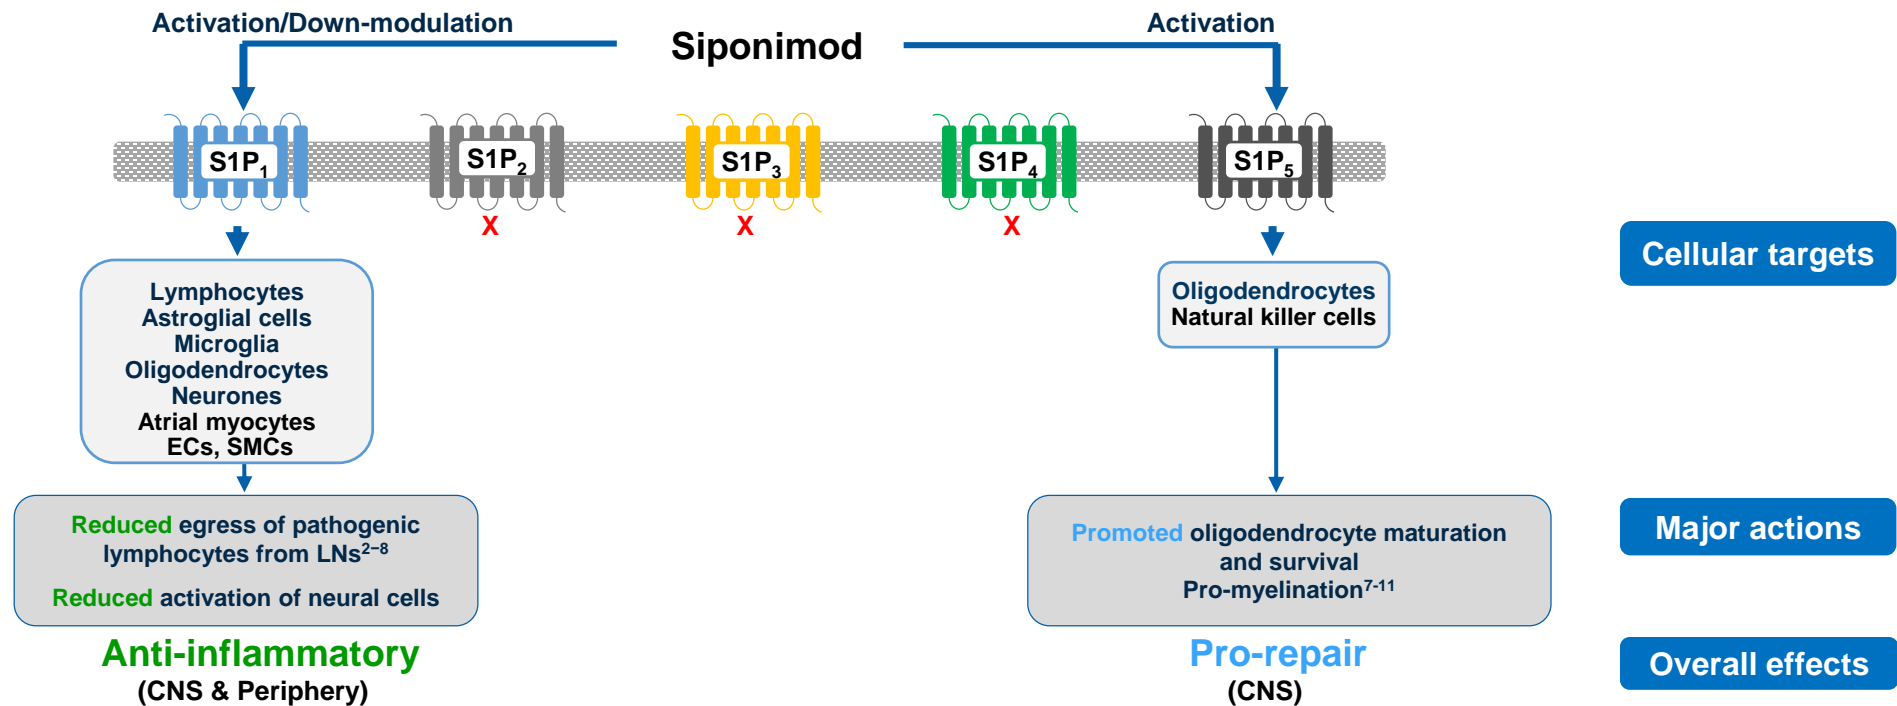 Activation/Down-modulation
Siponimod
Activation
S1P₁
S1P₂
S1P₃
S1P₄
S1P₅
X
X
X
Lymphocytes
Astroglial cells
Microglia
Oligodendrocytes
Neurones
Atrial myocytes
ECs, SMCs
Oligodendrocytes
Natural killer cells
Cellular targets
Reduced egress of pathogenic
lymphocytes from LNs²⁻⁸
Reduced activation of neural cells
Promoted oligodendrocyte maturation
and survival
Pro-myelination⁷⁻¹¹
Major actions
Anti-inflammatory
(CNS & Periphery)
Pro-repair
(CNS)
Overall effects